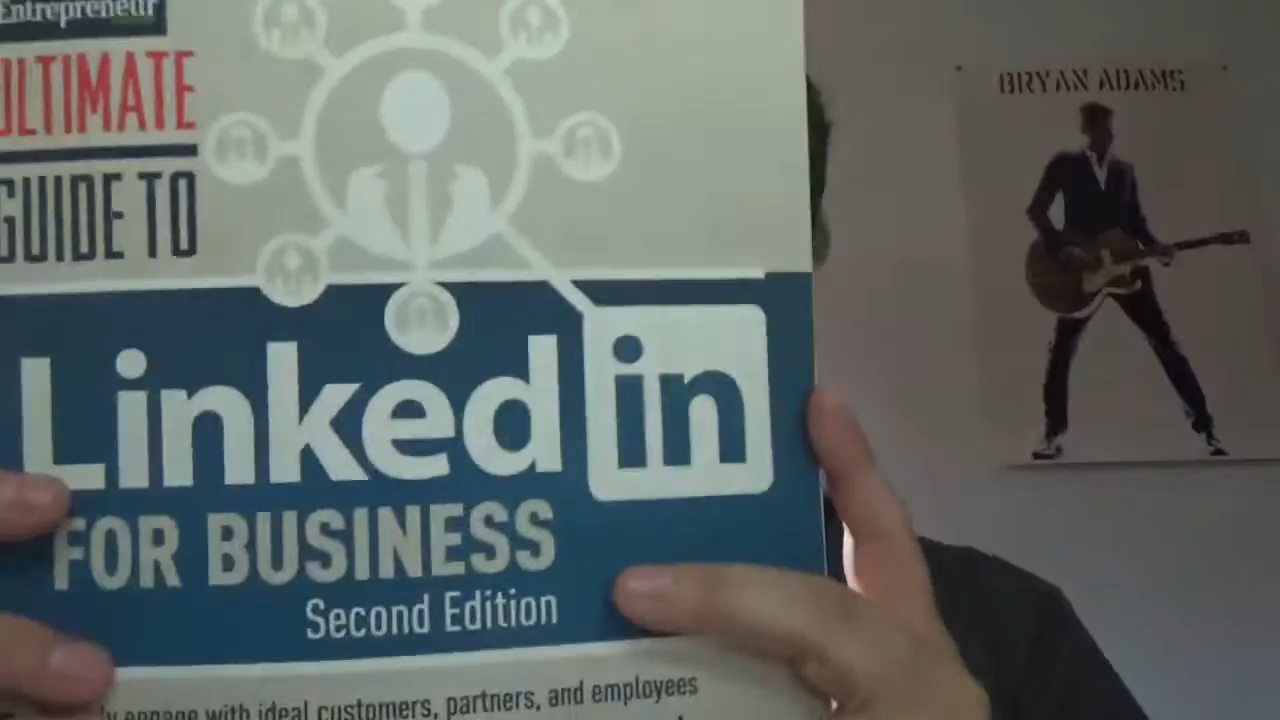 Entrepreneur
ULTIMATE
GUIDE TO
Linked in
FOR BUSINESS
Second Edition
engage with ideal customers, partners, and employees
BRYAN ADAMS